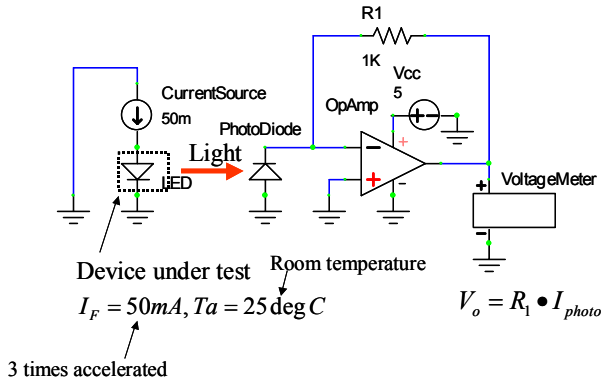 R1
1K
Vcc
5
CurrentSource
50m
OpAmp
PhotoDiode
Light
LED
VoltageMeter
Device under test
Room temperature
I_F = 50mA, Ta = 25 deg C
V_o = R_1 • I_photo
3 times accelerated